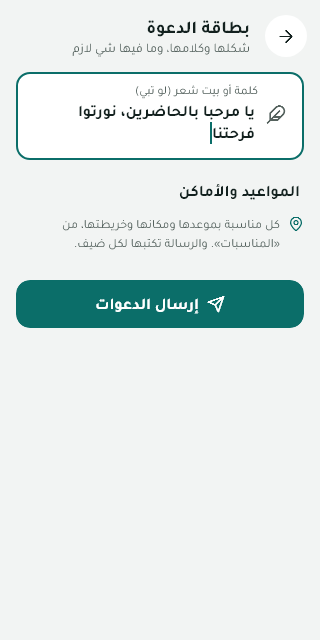 بطاقة الدعوة
شكلها وكلامها، وما فيها شي لازم
كلمة أو بيت شعر (لو تبي)
يا مرحبا بالحاضرين، نورتوا
فرحتنا
المواعيد والأماكن
كل مناسبة بموعدها ومكانها وخريطتها، من
«المناسبات». والرسالة تكتبها لكل ضيف.
إرسال الدعوات